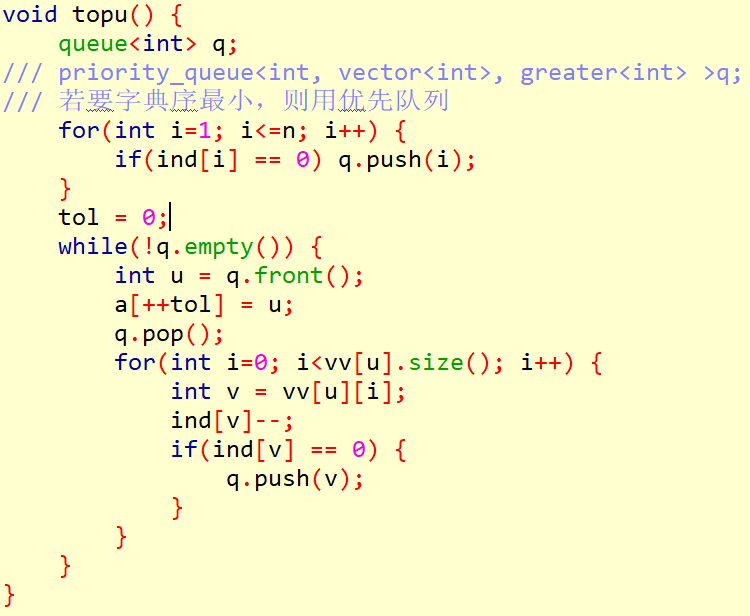 void topu() {
    queue<int> q;
/// priority_queue<int, vector<int>, greater<int> >q;
/// 若要字典序最小，则用优先队列
    for(int i=1; i<=n; i++) {
        if(ind[i] == 0) q.push(i);
    }
    tol = 0;
    while(!q.empty()) {
        int u = q.front();
        a[++tol] = u;
        q.pop();
        for(int i=0; i<vv[u].size(); i++) {
            int v = vv[u][i];
            ind[v]--;
            if(ind[v] == 0) {
                q.push(v);
            }
        }
    }
}